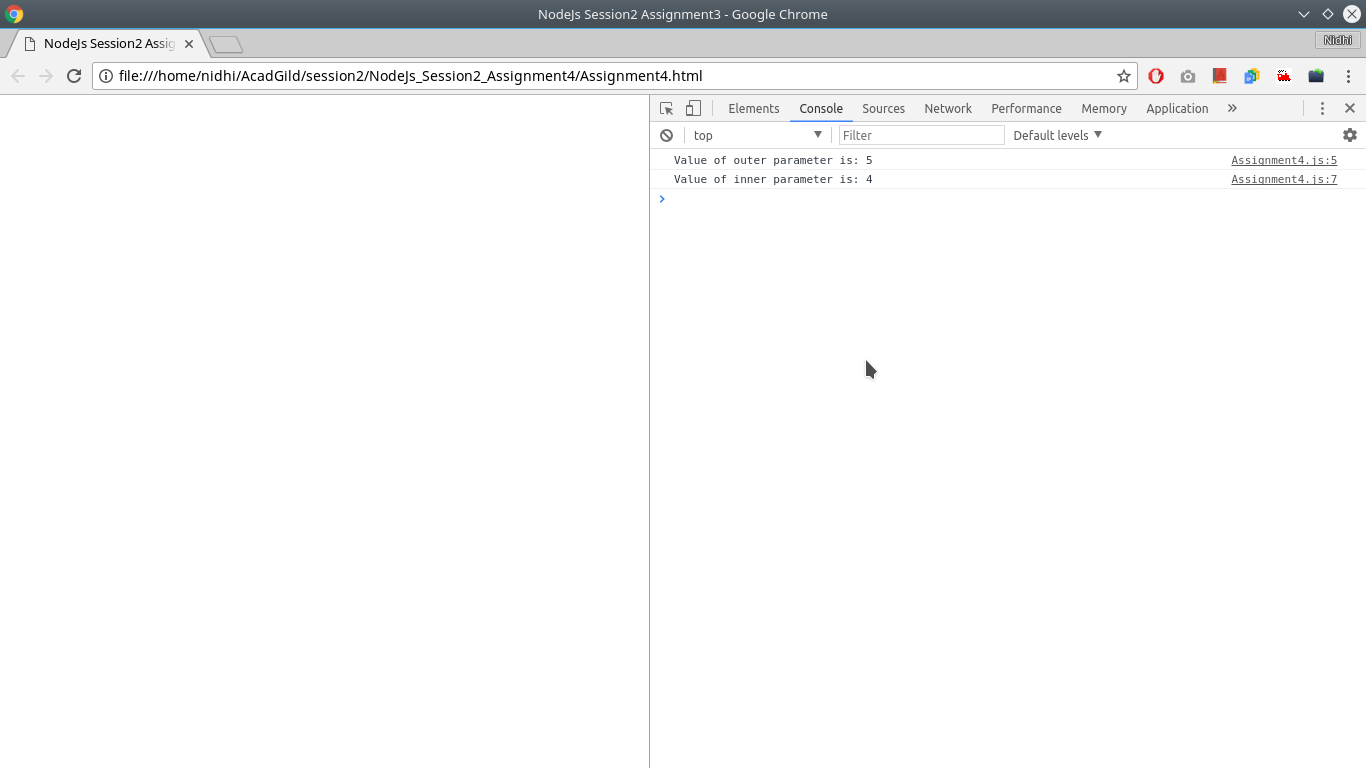 NodeJs Session2 Assignment3 - Google Chrome
NodeJs Session2 Assig
Nidhi
file:///home/nidhi/AcadGild/session2/NodeJs_Session2_Assignment4/Assignment4.html
Elements Console Sources Network Performance Memory Application »
top Filter Default levels
Value of outer parameter is: 5 Assignment4.js:5
Value of inner parameter is: 4 Assignment4.js:7